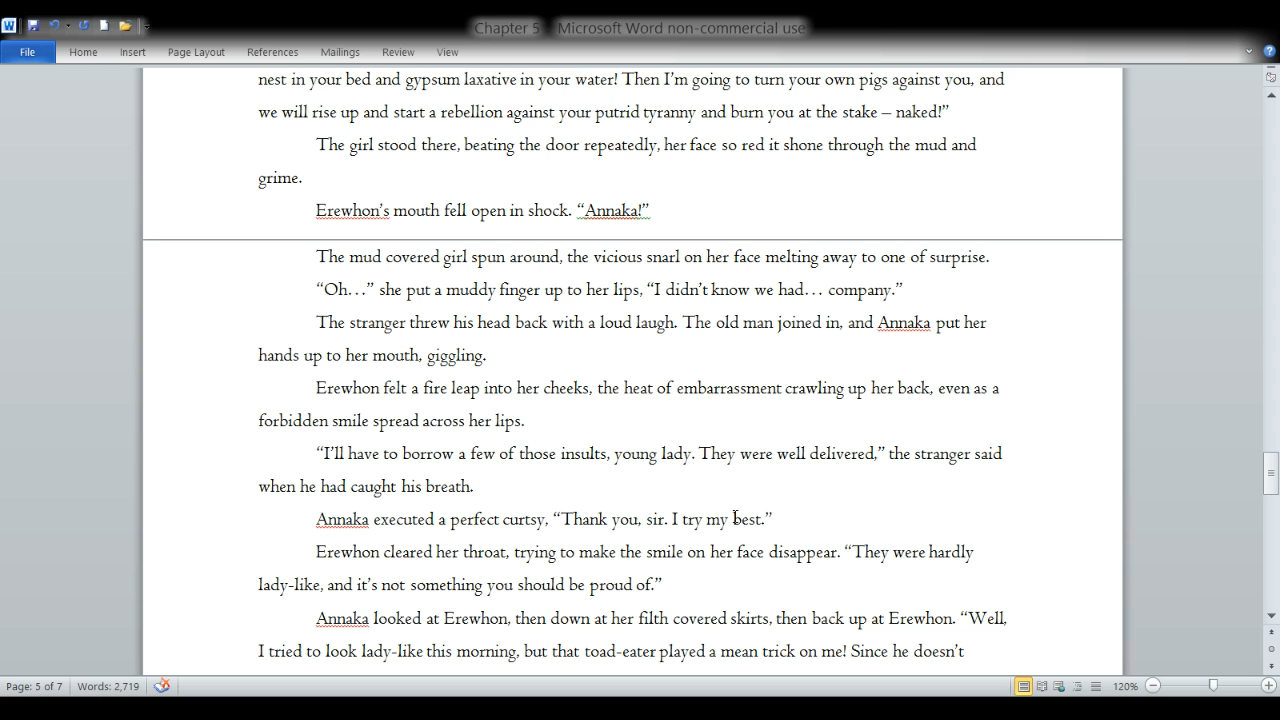 Chapter 5 - Microsoft Word non-commercial use
File Home Insert Page Layout References Mailings Review View
nest in your bed and gypsum laxative in your water! Then I’m going to turn your own pigs against you, and
we will rise up and start a rebellion against your putrid tyranny and burn you at the stake – naked!”
The girl stood there, beating the door repeatedly, her face so red it shone through the mud and
grime.
Erewhon’s mouth fell open in shock. “Annaka!”
The mud covered girl spun around, the vicious snarl on her face melting away to one of surprise.
“Oh…” she put a muddy finger up to her lips, “I didn’t know we had… company.”
The stranger threw his head back with a loud laugh. The old man joined in, and Annaka put her
hands up to her mouth, giggling.
Erewhon felt a fire leap into her cheeks, the heat of embarrassment crawling up her back, even as a
forbidden smile spread across her lips.
“I’ll have to borrow a few of those insults, young lady. They were well delivered,” the stranger said
when he had caught his breath.
Annaka executed a perfect curtsy, “Thank you, sir. I try my best.”
Erewhon cleared her throat, trying to make the smile on her face disappear. “They were hardly
lady-like, and it’s not something you should be proud of.”
Annaka looked at Erewhon, then down at her filth covered skirts, then back up at Erewhon. “Well,
I tried to look lady-like this morning, but that toad-eater played a mean trick on me! Since he doesn’t
Page: 5 of 7 Words: 2,719 120%